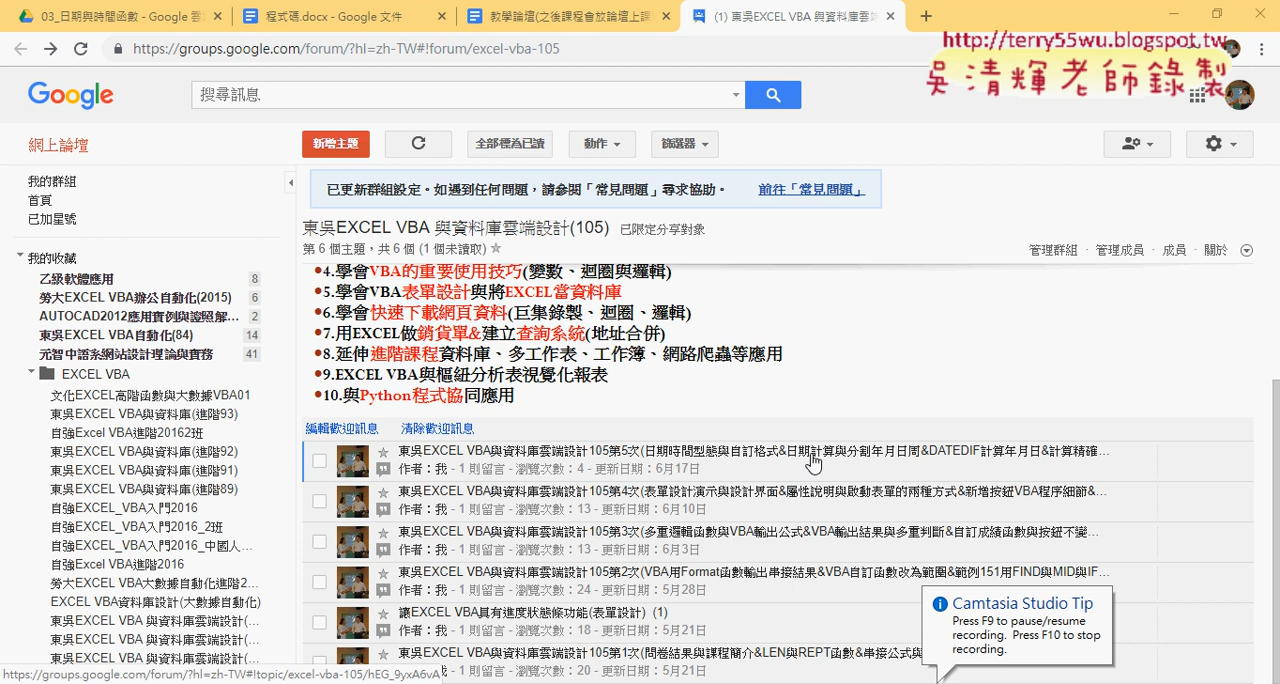 03_日期與時間函數 - Google 雲
程式碼.docx - Google 文件
教學論壇(之後課程會放論壇上課
(1) 東吳EXCEL VBA 與資料庫雲端
https://groups.google.com/forum/?hl=zh-TW#!forum/excel-vba-105
http://terry55wu.blogspot.tw
吳清輝老師錄製
Google
搜尋訊息
網上論壇
新增主題
全部標為已讀
動作
篩選器
我的群組
首頁
已加星號
已更新群組設定。如遇到任何問題，請參閱「常見問題」尋求協助。
前往「常見問題」
東吳EXCEL VBA 與資料庫雲端設計(105) 已限定分享對象
第 6 個主題，共 6 個 (1 個未讀取)
管理群組 · 管理成員 · 成員 · 關於
我的收藏
乙級軟體應用 8
勞大EXCEL VBA辦公自動化(2015) 6
AUTOCAD2012應用實例與證照解... 2
東吳EXCEL VBA自動化(84) 14
元智中語系網站設計理論與實務 41
EXCEL VBA
文化EXCEL高階函數與大數據VBA01
東吳EXCEL VBA與資料庫(進階93)
自強Excel VBA進階20162班
東吳EXCEL VBA與資料庫(進階92)
東吳EXCEL VBA與資料庫(進階91)
東吳EXCEL VBA與資料庫(進階89)
自強EXCEL_VBA入門2016
自強EXCEL_VBA入門2016_2班
自強EXCEL_VBA入門2016_中國人...
自強Excel VBA進階2016
勞大EXCEL VBA大數據自動化進階2...
EXCEL VBA資料庫設計(大數據自動化)
東吳EXCEL VBA 與資料庫設計(...
東吳EXCEL VBA 與資料庫設計(...
東吳EXCEL VBA 與資料庫設計(...
•4.學會VBA的重要使用技巧(變數、迴圈與邏輯)
•5.學會VBA表單設計與將EXCEL當資料庫
•6.學會快速下載網頁資料(巨集錄製、迴圈、邏輯)
•7.用EXCEL做銷貨單&建立查詢系統(地址合併)
•8.延伸進階課程資料庫、多工作表、工作簿、網路爬蟲等應用
•9.EXCEL VBA與樞紐分析表視覺化報表
•10.與Python程式協同應用
編輯歡迎訊息 清除歡迎訊息
東吳EXCEL VBA與資料庫雲端設計105第5次(日期時間型態與自訂格式&日期計算與分割年月日周&DATEDIF計算年月日&計算精確...
作者：我 - 1 則留言 - 瀏覽次數：4 - 更新日期：6月17日
東吳EXCEL VBA與資料庫雲端設計105第4次(表單設計演示與設計界面&屬性說明與啟動表單的兩種方式&新增按鈕VBA程序細節&...
作者：我 - 1 則留言 - 瀏覽次數：13 - 更新日期：6月10日
東吳EXCEL VBA與資料庫雲端設計105第3次(多重邏輯函數與VBA輸出公式&VBA輸出結果與多重判斷&自訂成績函數與按鈕不變...
作者：我 - 1 則留言 - 瀏覽次數：13 - 更新日期：6月3日
東吳EXCEL VBA與資料庫雲端設計105第2次(VBA用Format函數輸出串接結果&VBA自訂函數改為範圍&範例151用FIND與MID與IF...
作者：我 - 1 則留言 - 瀏覽次數：24 - 更新日期：5月28日
讓EXCEL VBA具有進度狀態條功能(表單設計) (1)
作者：我 - 1 則留言 - 瀏覽次數：18 - 更新日期：5月21日
東吳EXCEL VBA與資料庫雲端設計105第1次(問卷結果與課程簡介&LEN與REPT函數&串接公式與
我 - 1 則留言 - 瀏覽次數：20 - 更新日期：5月21日
Camtasia Studio Tip
Press F9 to pause/resume
recording. Press F10 to stop
recording.
https://groups.google.com/forum/?hl=zh-TW#!topic/excel-vba-105/hEG_9yxA6vA